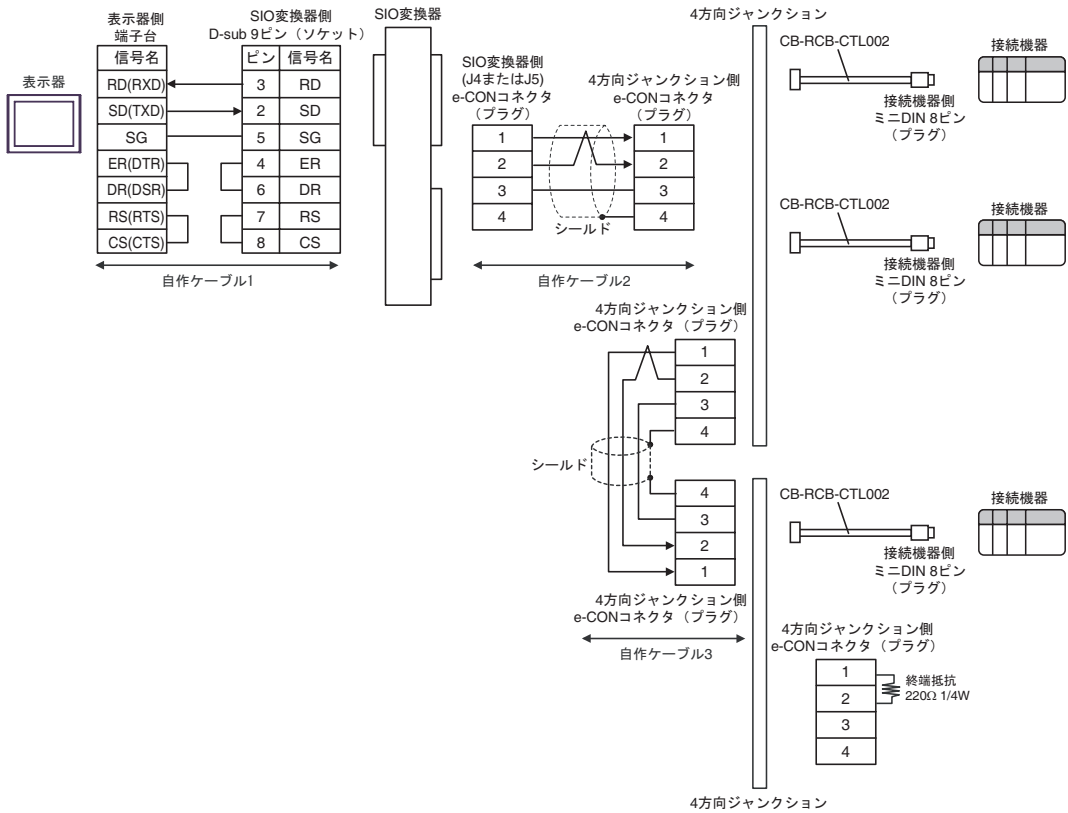 表示器
表示器側
端子台
信号名
RD(RXD)
SD(TXD)
SG
ER(DTR)
DR(DSR)
RS(RTS)
CS(CTS)
SIO変換器側
D-sub 9ピン（ソケット）
ピン 信号名
3 RD
2 SD
5 SG
4 ER
6 DR
7 RS
8 CS
自作ケーブル1
SIO変換器
SIO変換器側
(J4またはJ5)
e-CONコネクタ
（プラグ）
1
2
3
4
4方向ジャンクション側
e-CONコネクタ
（プラグ）
1
2
3
4
シールド
自作ケーブル2
4方向ジャンクション
CB-RCB-CTL002
接続機器側
ミニDIN 8ピン
（プラグ）
接続機器
CB-RCB-CTL002
接続機器側
ミニDIN 8ピン
（プラグ）
接続機器
4方向ジャンクション側
e-CONコネクタ（プラグ）
1
2
3
4
シールド
4
3
2
1
4方向ジャンクション側
e-CONコネクタ（プラグ）
自作ケーブル3
CB-RCB-CTL002
接続機器側
ミニDIN 8ピン
（プラグ）
接続機器
4方向ジャンクション側
e-CONコネクタ（プラグ）
1
2
3
4
終端抵抗
220Ω 1/4W
4方向ジャンクション